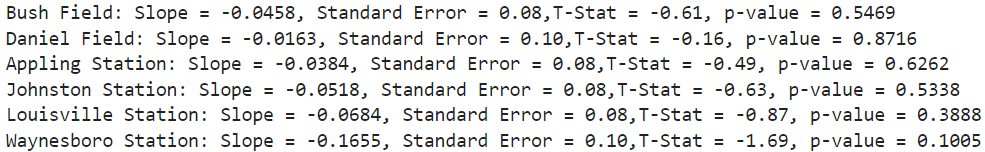 Bush Field: Slope = -0.0458, Standard Error = 0.08,T-Stat = -0.61, p-value = 0.5469
Daniel Field: Slope = -0.0163, Standard Error = 0.10,T-Stat = -0.16, p-value = 0.8716
Appling Station: Slope = -0.0384, Standard Error = 0.08,T-Stat = -0.49, p-value = 0.6262
Johnston Station: Slope = -0.0518, Standard Error = 0.08,T-Stat = -0.63, p-value = 0.5338
Louisville Station: Slope = -0.0684, Standard Error = 0.08,T-Stat = -0.87, p-value = 0.3888
Waynesboro Station: Slope = -0.1655, Standard Error = 0.10,T-Stat = -1.69, p-value = 0.1005